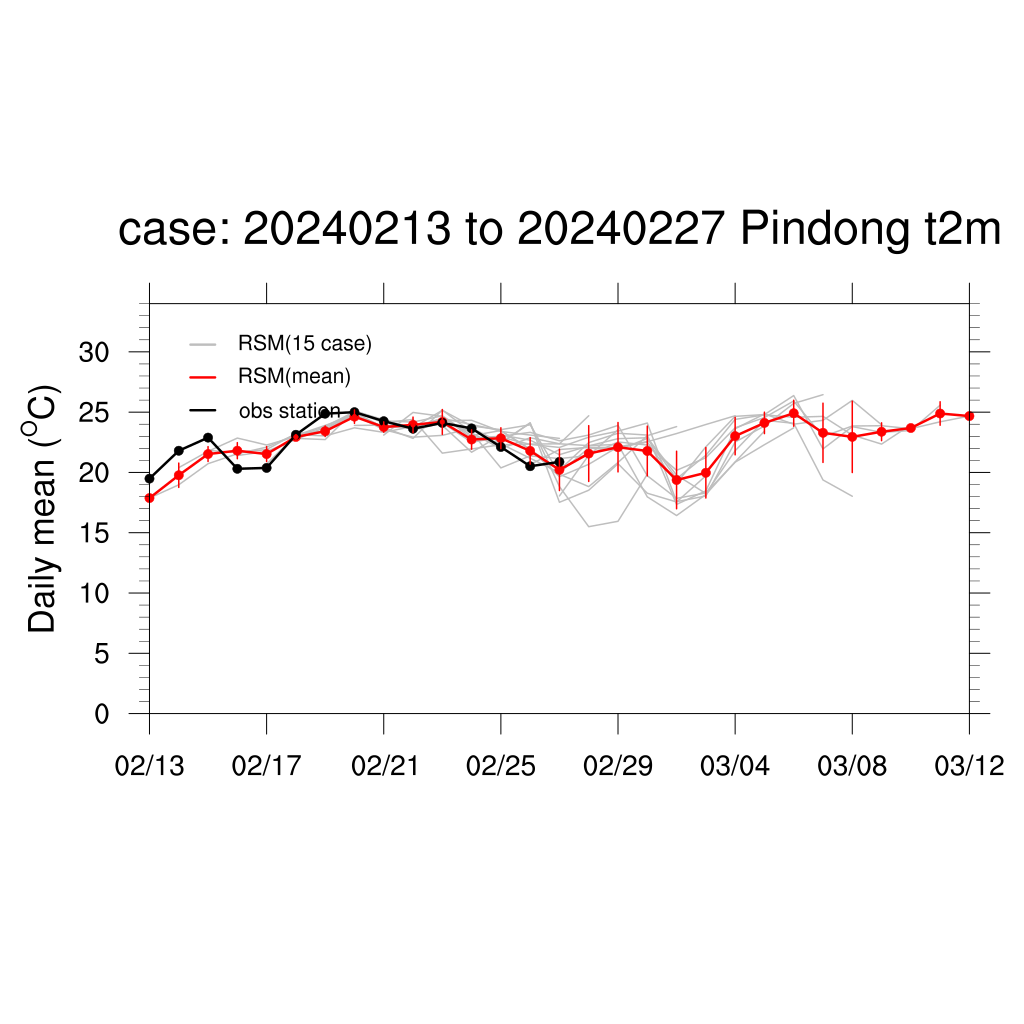 case: 20240213 to 20240227 Pindong t2m
Daily mean (OC)
30
25
20
15
10
5
0
RSM(15 case)
RSM(mean)
obs station
02/13 02/17 02/21 02/25 02/29 03/04 03/08 03/12